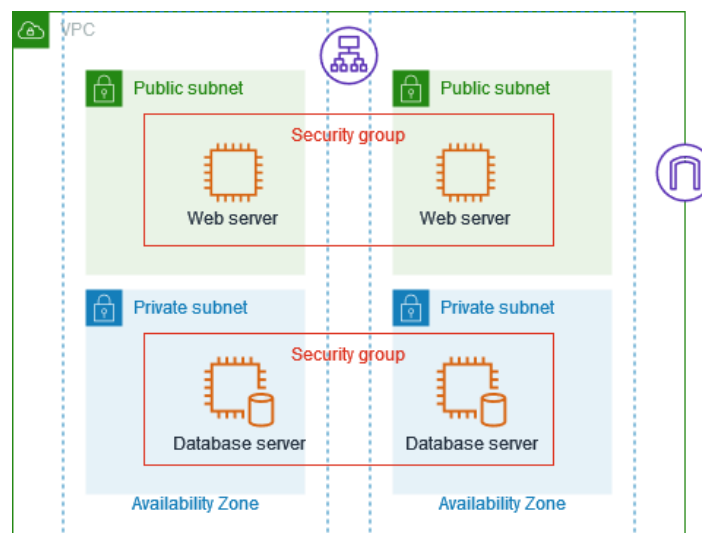 VPC
Public subnet
Public subnet
Security group
Web server
Web server
Private subnet
Private subnet
Security group
Database server
Database server
Availability Zone
Availability Zone